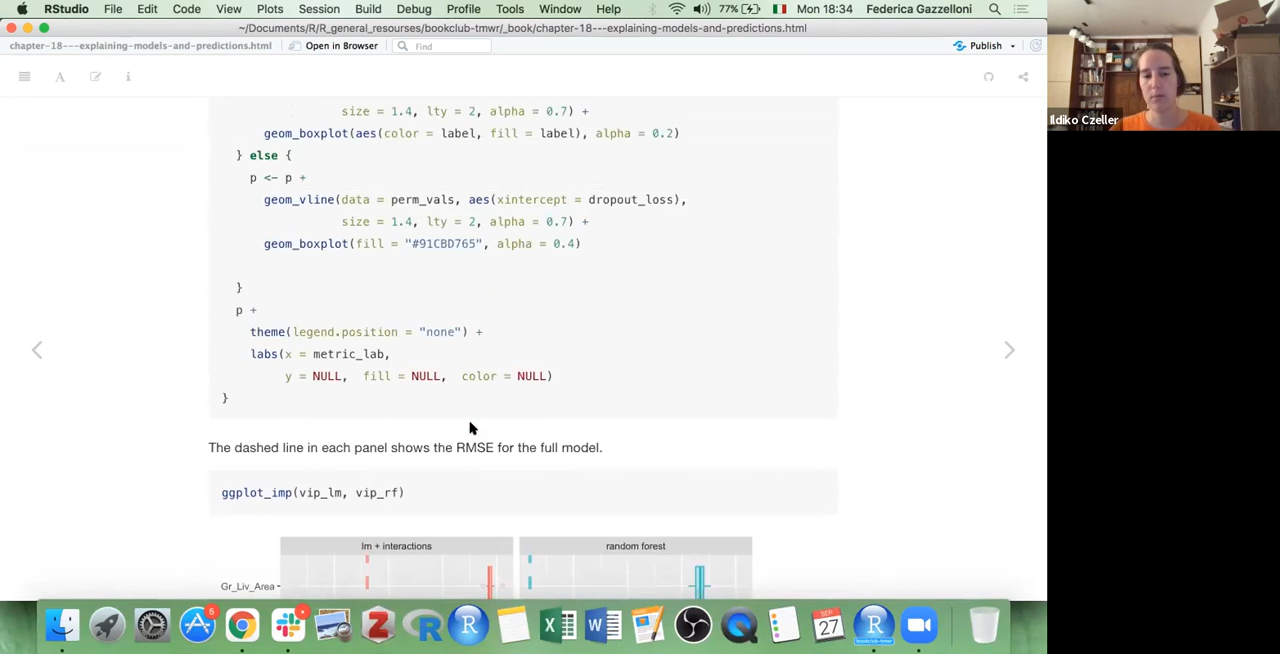 RStudio File Edit Code View Plots Session Build Debug Profile Tools Window Help 77% Mon 18:34 Federica Gazzelloni
~/Documents/R/R_general_resourses/bookclub-tmwr/_book/chapter-18---explaining-models-and-predictions.html
chapter-18---explaining-models-and-predictions.html Open in Browser Find Publish
size = 1.4, lty = 2, alpha = 0.7) +
geom_boxplot(aes(color = label, fill = label), alpha = 0.2)
} else {
p <- p +
geom_vline(data = perm_vals, aes(xintercept = dropout_loss),
size = 1.4, lty = 2, alpha = 0.7) +
geom_boxplot(fill = "#91CBD765", alpha = 0.4)
}
p +
theme(legend.position = "none") +
labs(x = metric_lab,
y = NULL, fill = NULL, color = NULL)
}
The dashed line in each panel shows the RMSE for the full model.
ggplot_imp(vip_lm, vip_rf)
lm + interactions random forest
Gr_Liv_Area
Ildiko Czeller
5
SEP
27
bookclub-tmwr